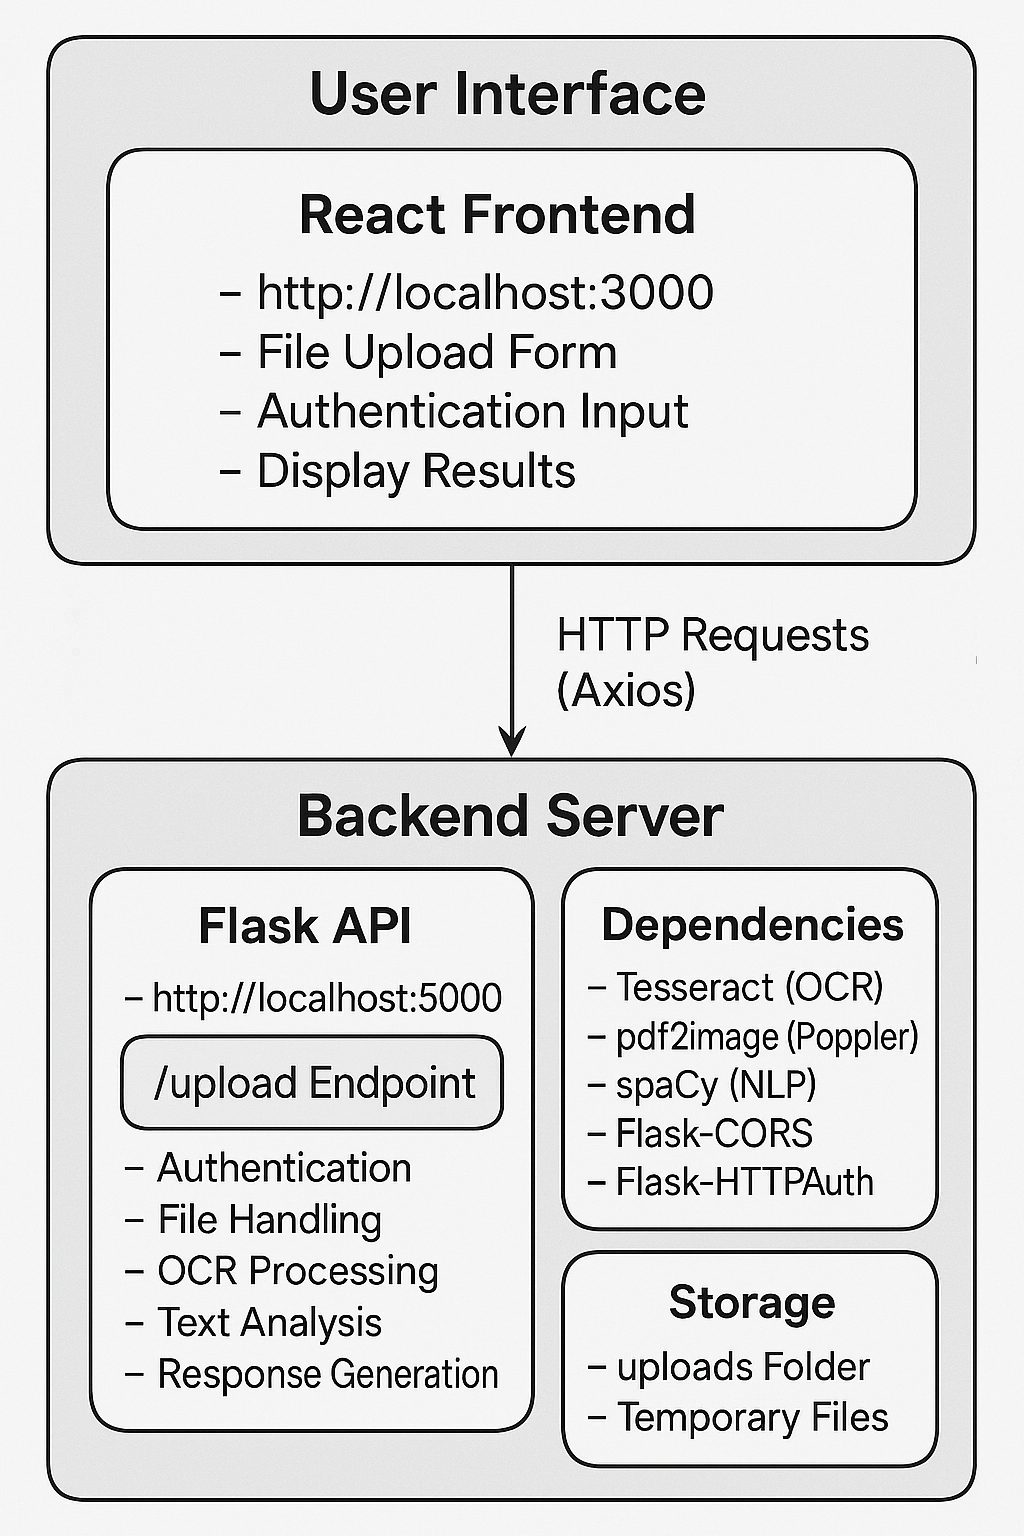 User Interface
React Frontend
– http://localhost:3000
– File Upload Form
– Authentication Input
– Display Results
HTTP Requests
(Axios)
Backend Server
Flask API
– http://localhost:5000
/upload Endpoint
– Authentication
– File Handling
– OCR Processing
– Text Analysis
– Response Generation
Dependencies
– Tesseract (OCR)
– pdf2image (Poppler)
– spaCy (NLP)
– Flask-CORS
– Flask-HTTPAuth
Storage
– uploads Folder
– Temporary Files